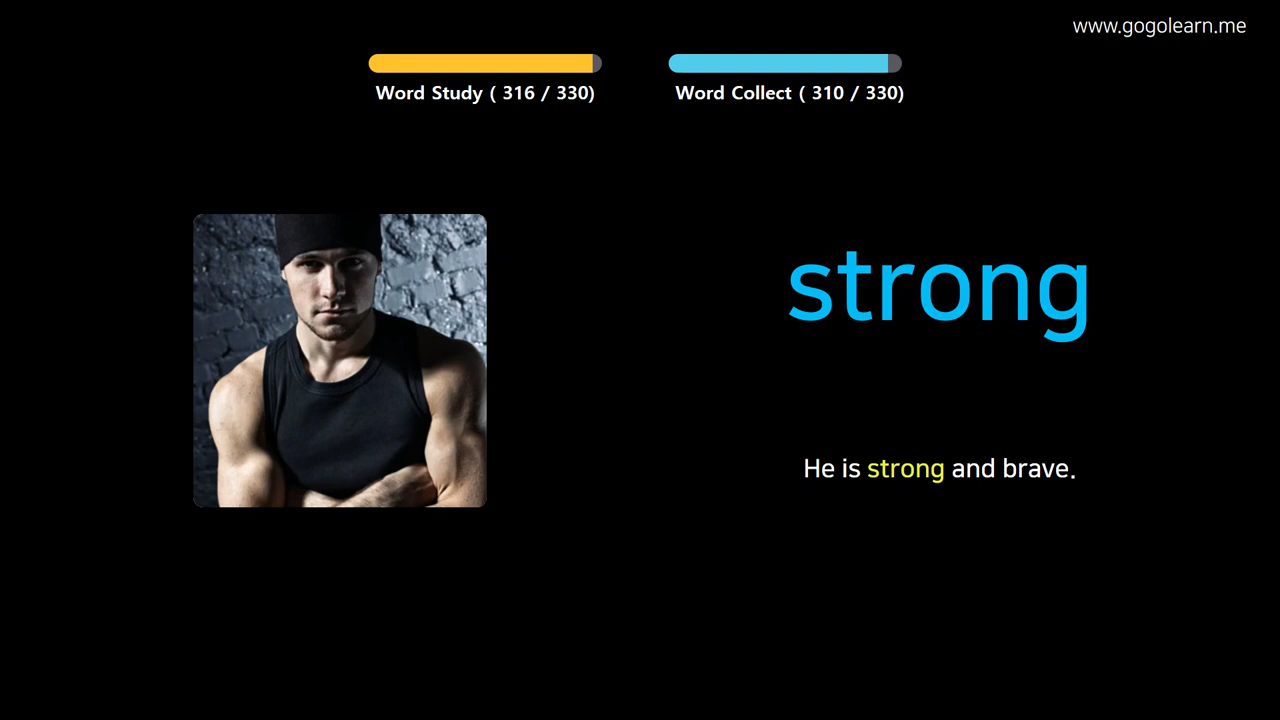 www.gogolearn.me
Word Study ( 316 / 330)
Word Collect ( 310 / 330)
strong
He is strong and brave.